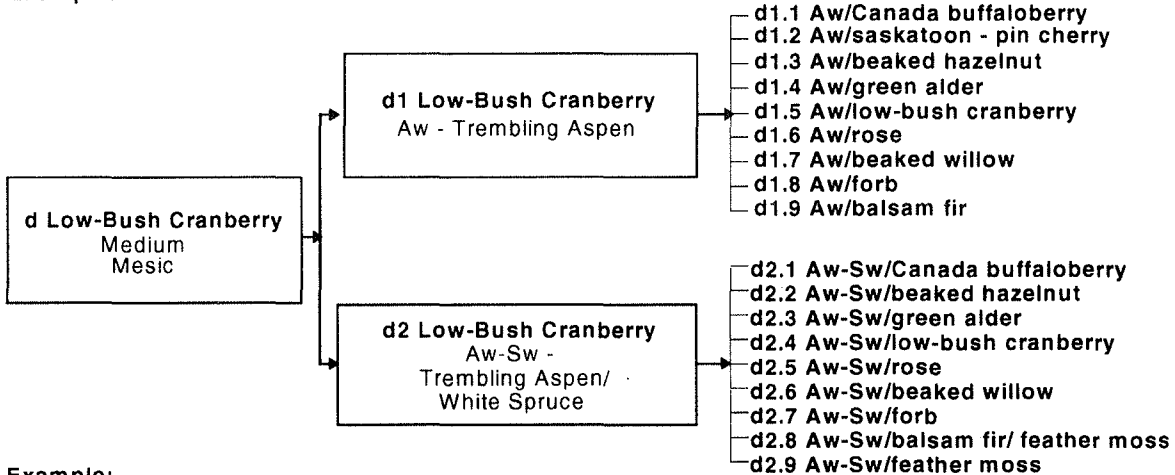 d Low-Bush Cranberry
Medium
Mesic
d1 Low-Bush Cranberry
Aw - Trembling Aspen
d1.1 Aw/Canada buffaloberry
d1.2 Aw/saskatoon - pin cherry
d1.3 Aw/beaked hazelnut
d1.4 Aw/green alder
d1.5 Aw/low-bush cranberry
d1.6 Aw/rose
d1.7 Aw/beaked willow
d1.8 Aw/forb
d1.9 Aw/balsam fir
d2 Low-Bush Cranberry
Aw-Sw -
Trembling Aspen/
White Spruce
d2.1 Aw-Sw/Canada buffaloberry
d2.2 Aw-Sw/beaked hazelnut
d2.3 Aw-Sw/green alder
d2.4 Aw-Sw/low-bush cranberry
d2.5 Aw-Sw/rose
d2.6 Aw-Sw/beaked willow
d2.7 Aw-Sw/forb
d2.8 Aw-Sw/balsam fir/ feather moss
d2.9 Aw-Sw/feather moss